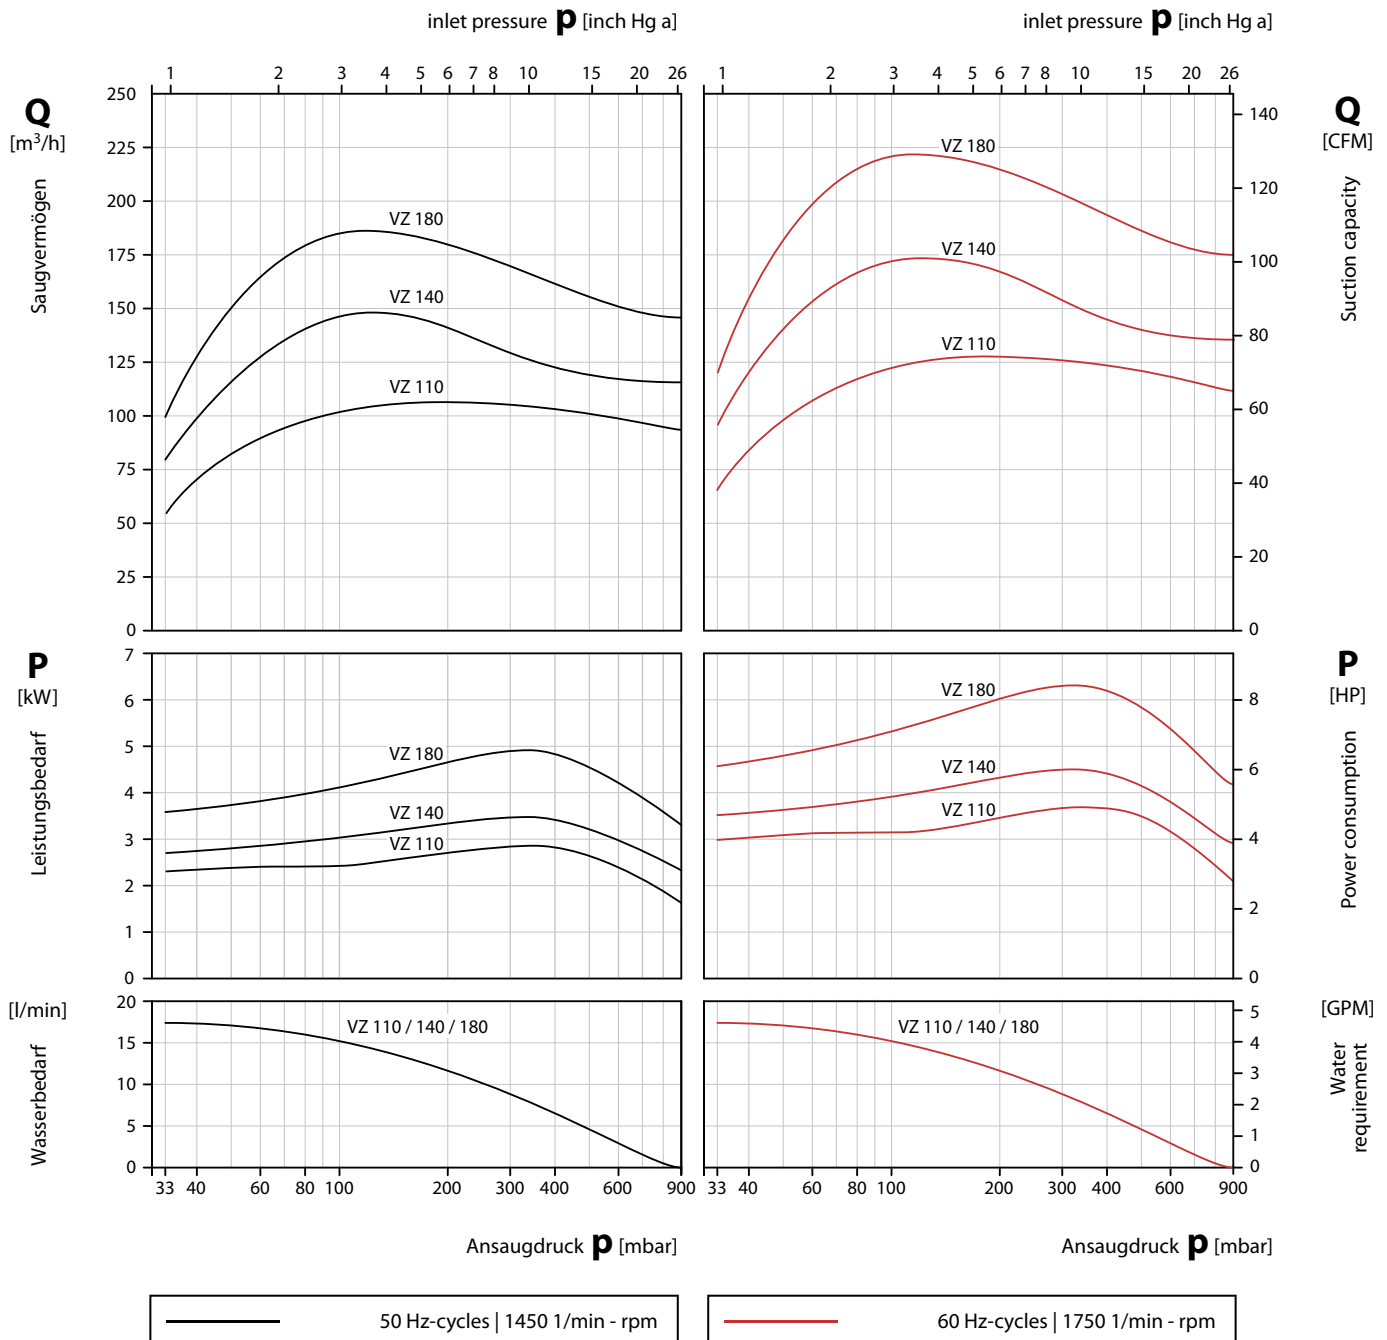 inlet pressure p [inch Hg a] inlet pressure p [inch Hg a]
1 2 3 4 5 6 7 8 10 15 20 26 1 2 3 4 5 6 7 8 10 15 20 26
Q
[m³/h]
Saugvermögen
250
225
200
175
150
125
100
75
50
25
0
VZ 180
VZ 140
VZ 110
VZ 180
VZ 140
VZ 110
140
120
100
80
60
40
20
0
Q
[CFM]
Suction capacity
P
[kW]
Leistungsbedarf
7
6
5
4
3
2
1
0
VZ 180
VZ 140
VZ 110
VZ 180
VZ 140
VZ 110
8
6
4
2
0
P
[HP]
Power consumption
[l/min]
Wasserbedarf
20
15
10
5
0
VZ 110 / 140 / 180
VZ 110 / 140 / 180
5
4
3
2
1
0
[GPM]
Water
requirement
33 40 60 80 100 200 300 400 600 900 33 40 60 80 100 200 300 400 600 900
Ansaugdruck p [mbar] Ansaugdruck p [mbar]
50 Hz-cycles | 1450 1/min - rpm
60 Hz-cycles | 1750 1/min - rpm